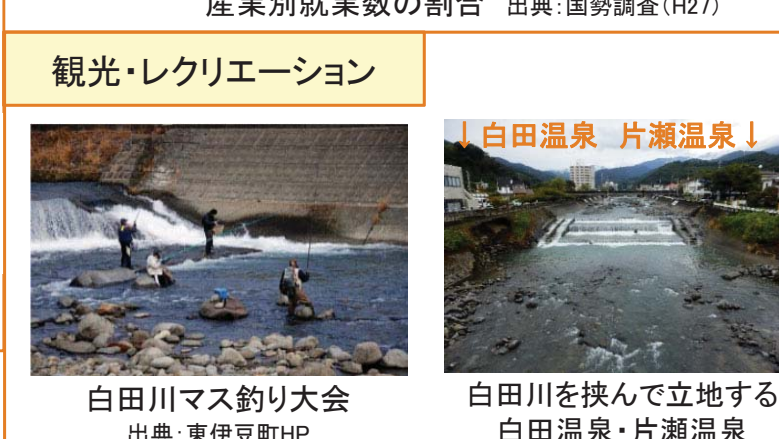 産業別就業数の割合 出典：国勢調査（H27）
観光・レクリエーション
↓白田温泉 片瀬温泉↓
白田川マス釣り大会
出典：東伊豆町HP
白田川を挟んで立地する
白田温泉・片瀬温泉